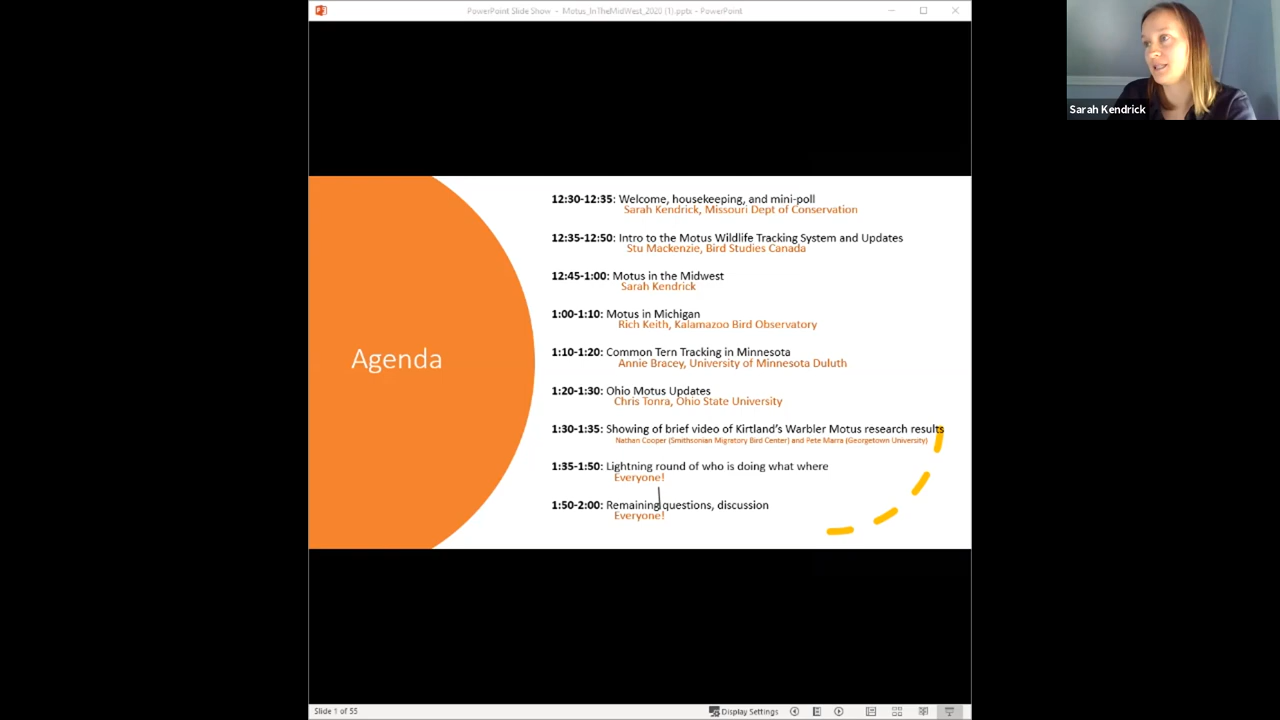 PowerPoint Slide Show - Motus_InTheMidWest_2020 (1).pptx - PowerPoint
Sarah Kendrick
Agenda
12:30-12:35: Welcome, housekeeping, and mini-poll
Sarah Kendrick, Missouri Dept of Conservation
12:35-12:50: Intro to the Motus Wildlife Tracking System and Updates
Stu Mackenzie, Bird Studies Canada
12:45-1:00: Motus in the Midwest
Sarah Kendrick
1:00-1:10: Motus in Michigan
Rich Keith, Kalamazoo Bird Observatory
1:10-1:20: Common Tern Tracking in Minnesota
Annie Bracey, University of Minnesota Duluth
1:20-1:30: Ohio Motus Updates
Chris Tonra, Ohio State University
1:30-1:35: Showing of brief video of Kirtland's Warbler Motus research results
Nathan Cooper (Smithsonian Migratory Bird Center) and Pete Marra (Georgetown University)
1:35-1:50: Lightning round of who is doing what where
Everyone!
1:50-2:00: Remaining questions, discussion
Everyone!
Slide 1 of 55
Display Settings